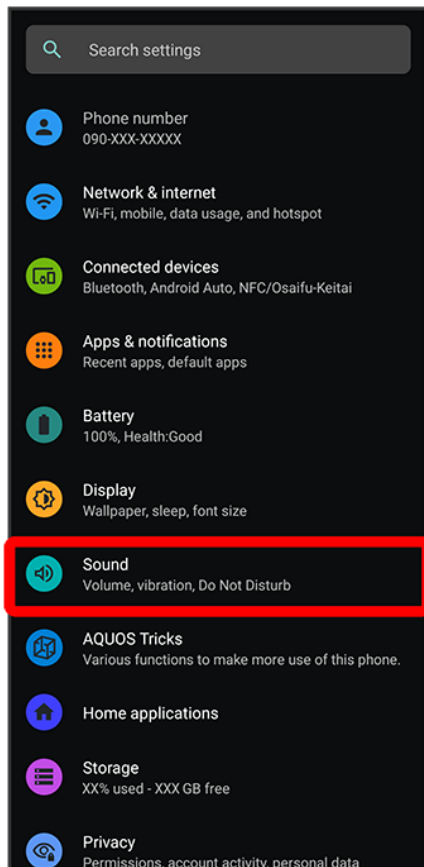 Search settings
Phone number
090-XXX-XXXXX
Network & internet
Wi-Fi, mobile, data usage, and hotspot
Connected devices
Bluetooth, Android Auto, NFC/Osaifu-Keitai
Apps & notifications
Recent apps, default apps
Battery
100%, Health:Good
Display
Wallpaper, sleep, font size
Sound
Volume, vibration, Do Not Disturb
AQUOS Tricks
Various functions to make more use of this phone.
Home applications
Storage
XX% used - XXX GB free
Privacy
Permissions, account activity, personal data